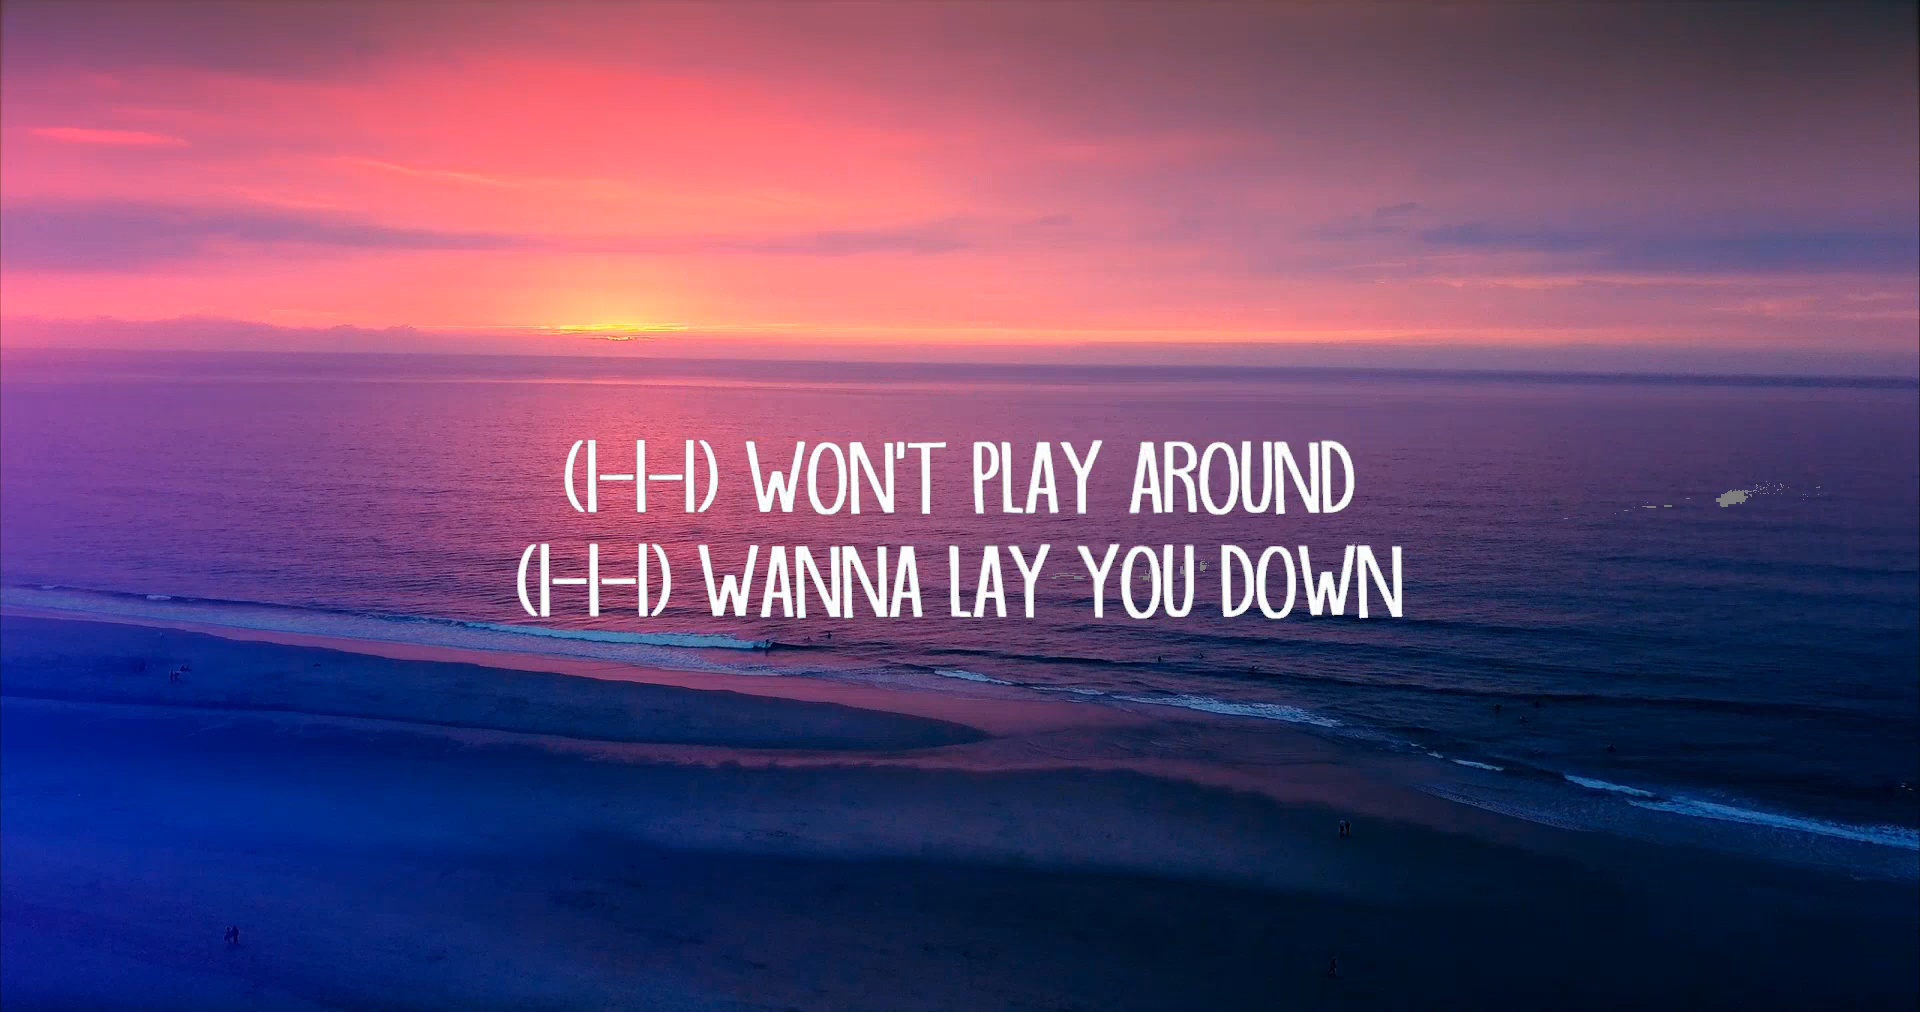 (I-I-I) WON'T PLAY AROUND
(I-I-I) WANNA LAY YOU DOWN